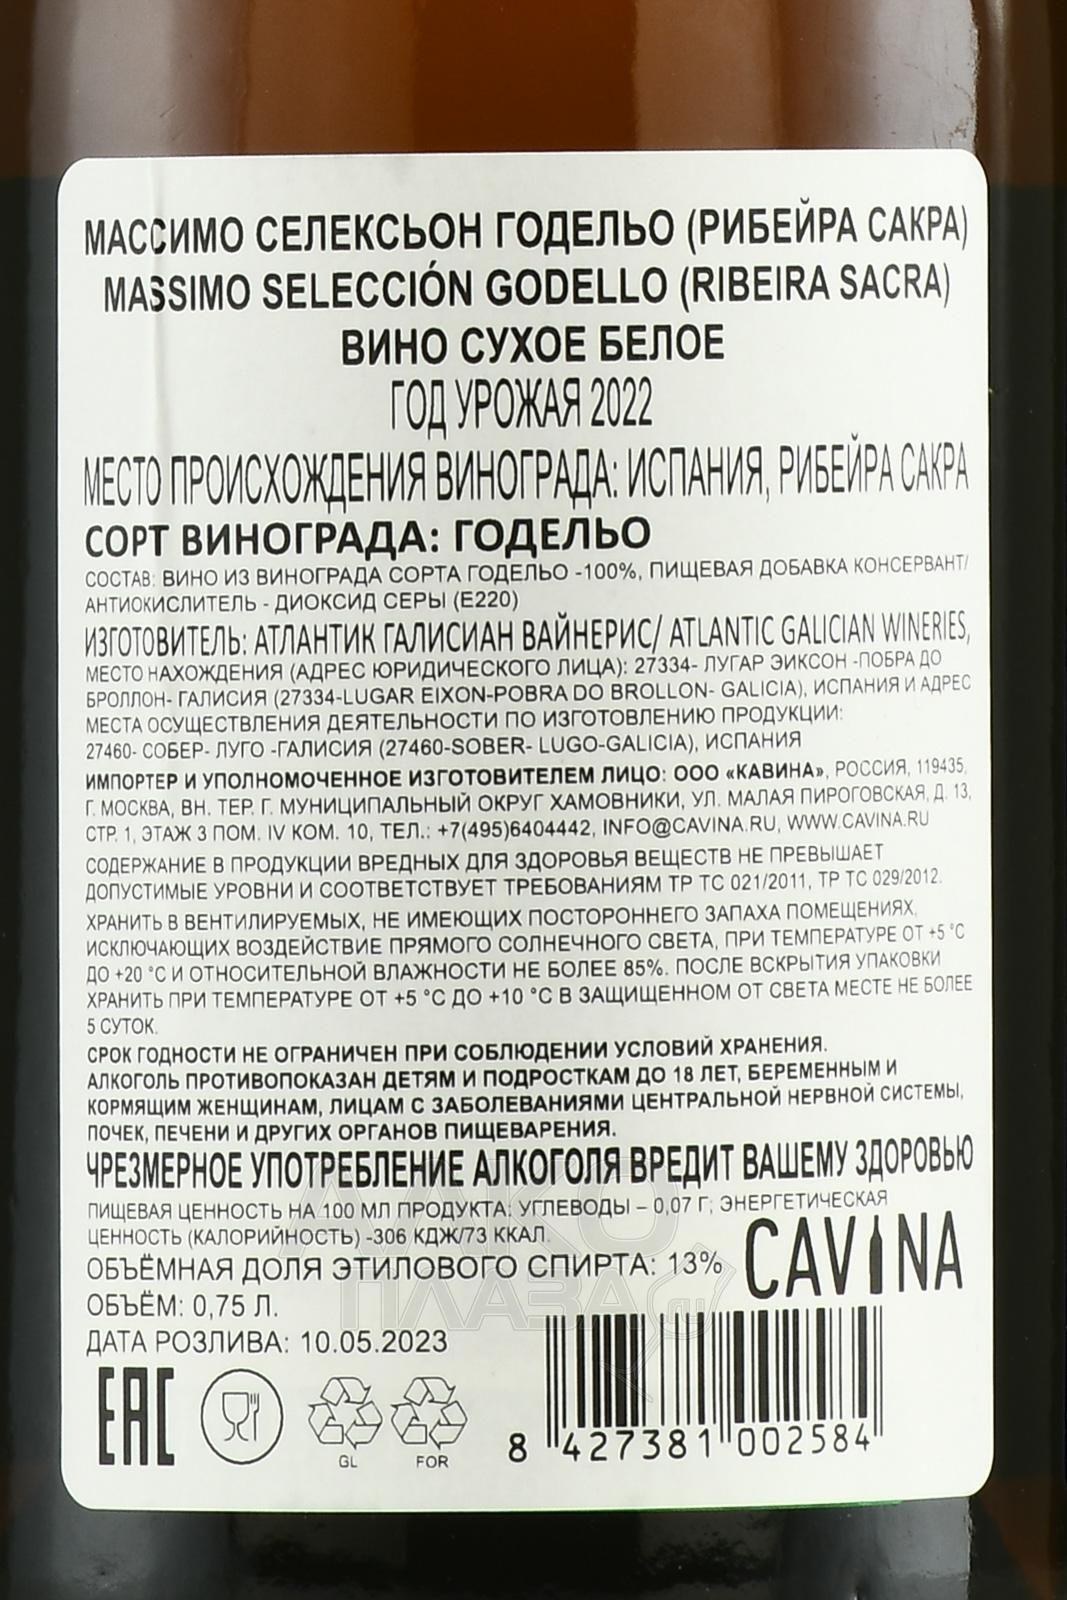 МАССИМО СЕЛЕКСЬОН ГОДЕЛЬО (РИБЕЙРА САКРА)
MASSIMO SELECCIÓN GODELLO (RIBEIRA SACRA)
ВИНО СУХОЕ БЕЛОЕ
ГОД УРОЖАЯ 2022
МЕСТО ПРОИСХОЖДЕНИЯ ВИНОГРАДА: ИСПАНИЯ, РИБЕЙРА САКРА
СОРТ ВИНОГРАДА: ГОДЕЛЬО
СОСТАВ: ВИНО ИЗ ВИНОГРАДА СОРТА ГОДЕЛЬО -100%, ПИЩЕВАЯ ДОБАВКА КОНСЕРВАНТ/
АНТИОКИСЛИТЕЛЬ - ДИОКСИД СЕРЫ (Е220)
ИЗГОТОВИТЕЛЬ: АТЛАНТИК ГАЛИСИАН ВАЙНЕРИС/ ATLANTIC GALICIAN WINERIES,
МЕСТО НАХОЖДЕНИЯ (АДРЕС ЮРИДИЧЕСКОГО ЛИЦА): 27334- ЛУГАР ЭИКСОН -ПОБРА ДО
БРОЛЛОН- ГАЛИСИЯ (27334-LUGAR EIXON-POBRA DO BROLLON- GALICIA), ИСПАНИЯ И АДРЕС
МЕСТА ОСУЩЕСТВЛЕНИЯ ДЕЯТЕЛЬНОСТИ ПО ИЗГОТОВЛЕНИЮ ПРОДУКЦИИ:
27460- СОБЕР- ЛУГО -ГАЛИСИЯ (27460-SOBER- LUGO-GALICIA), ИСПАНИЯ
ИМПОРТЕР И УПОЛНОМОЧЕННОЕ ИЗГОТОВИТЕЛЕМ ЛИЦО: ООО «КАВИНА», РОССИЯ, 119435,
Г. МОСКВА, ВН. ТЕР. Г. МУНИЦИПАЛЬНЫЙ ОКРУГ ХАМОВНИКИ, УЛ. МАЛАЯ ПИРОГОВСКАЯ, Д. 13,
СТР. 1, ЭТАЖ 3 ПОМ. IV КОМ. 10, ТЕЛ.: +7(495)6404442, INFO@CAVINA.RU, WWW.CAVINA.RU
СОДЕРЖАНИЕ В ПРОДУКЦИИ ВРЕДНЫХ ДЛЯ ЗДОРОВЬЯ ВЕЩЕСТВ НЕ ПРЕВЫШАЕТ
ДОПУСТИМЫЕ УРОВНИ И СООТВЕТСТВУЕТ ТРЕБОВАНИЯМ ТР ТС 021/2011, ТР ТС 029/2012.
ХРАНИТЬ В ВЕНТИЛИРУЕМЫХ, НЕ ИМЕЮЩИХ ПОСТОРОННЕГО ЗАПАХА ПОМЕЩЕНИЯХ,
ИСКЛЮЧАЮЩИХ ВОЗДЕЙСТВИЕ ПРЯМОГО СОЛНЕЧНОГО СВЕТА, ПРИ ТЕМПЕРАТУРЕ ОТ +5 °С
ДО +20 °С И ОТНОСИТЕЛЬНОЙ ВЛАЖНОСТИ НЕ БОЛЕЕ 85%. ПОСЛЕ ВСКРЫТИЯ УПАКОВКИ
ХРАНИТЬ ПРИ ТЕМПЕРАТУРЕ ОТ +5 °С ДО +10 °С В ЗАЩИЩЕННОМ ОТ СВЕТА МЕСТЕ НЕ БОЛЕЕ
5 СУТОК.
СРОК ГОДНОСТИ НЕ ОГРАНИЧЕН ПРИ СОБЛЮДЕНИИ УСЛОВИЙ ХРАНЕНИЯ.
АЛКОГОЛЬ ПРОТИВОПОКАЗАН ДЕТЯМ И ПОДРОСТКАМ ДО 18 ЛЕТ, БЕРЕМЕННЫМ И
КОРМЯЩИМ ЖЕНЩИНАМ, ЛИЦАМ С ЗАБОЛЕВАНИЯМИ ЦЕНТРАЛЬНОЙ НЕРВНОЙ СИСТЕМЫ,
ПОЧЕК, ПЕЧЕНИ И ДРУГИХ ОРГАНОВ ПИЩЕВАРЕНИЯ.
ЧРЕЗМЕРНОЕ УПОТРЕБЛЕНИЕ АЛКОГОЛЯ ВРЕДИТ ВАШЕМУ ЗДОРОВЬЮ
ПИЩЕВАЯ ЦЕННОСТЬ НА 100 МЛ ПРОДУКТА: УГЛЕВОДЫ – 0,07 Г; ЭНЕРГЕТИЧЕСКАЯ
ЦЕННОСТЬ (КАЛОРИЙНОСТЬ) -306 КДЖ/73 ККАЛ.
ОБЪЁМНАЯ ДОЛЯ ЭТИЛОВОГО СПИРТА: 13%
CAVINA
ОБЪЁМ: 0,75 Л.
ДАТА РОЗЛИВА: 10.05.2023
АЛКО
ПЛАЗА
.ru
EAC
GL
FOR
8 427381 002584